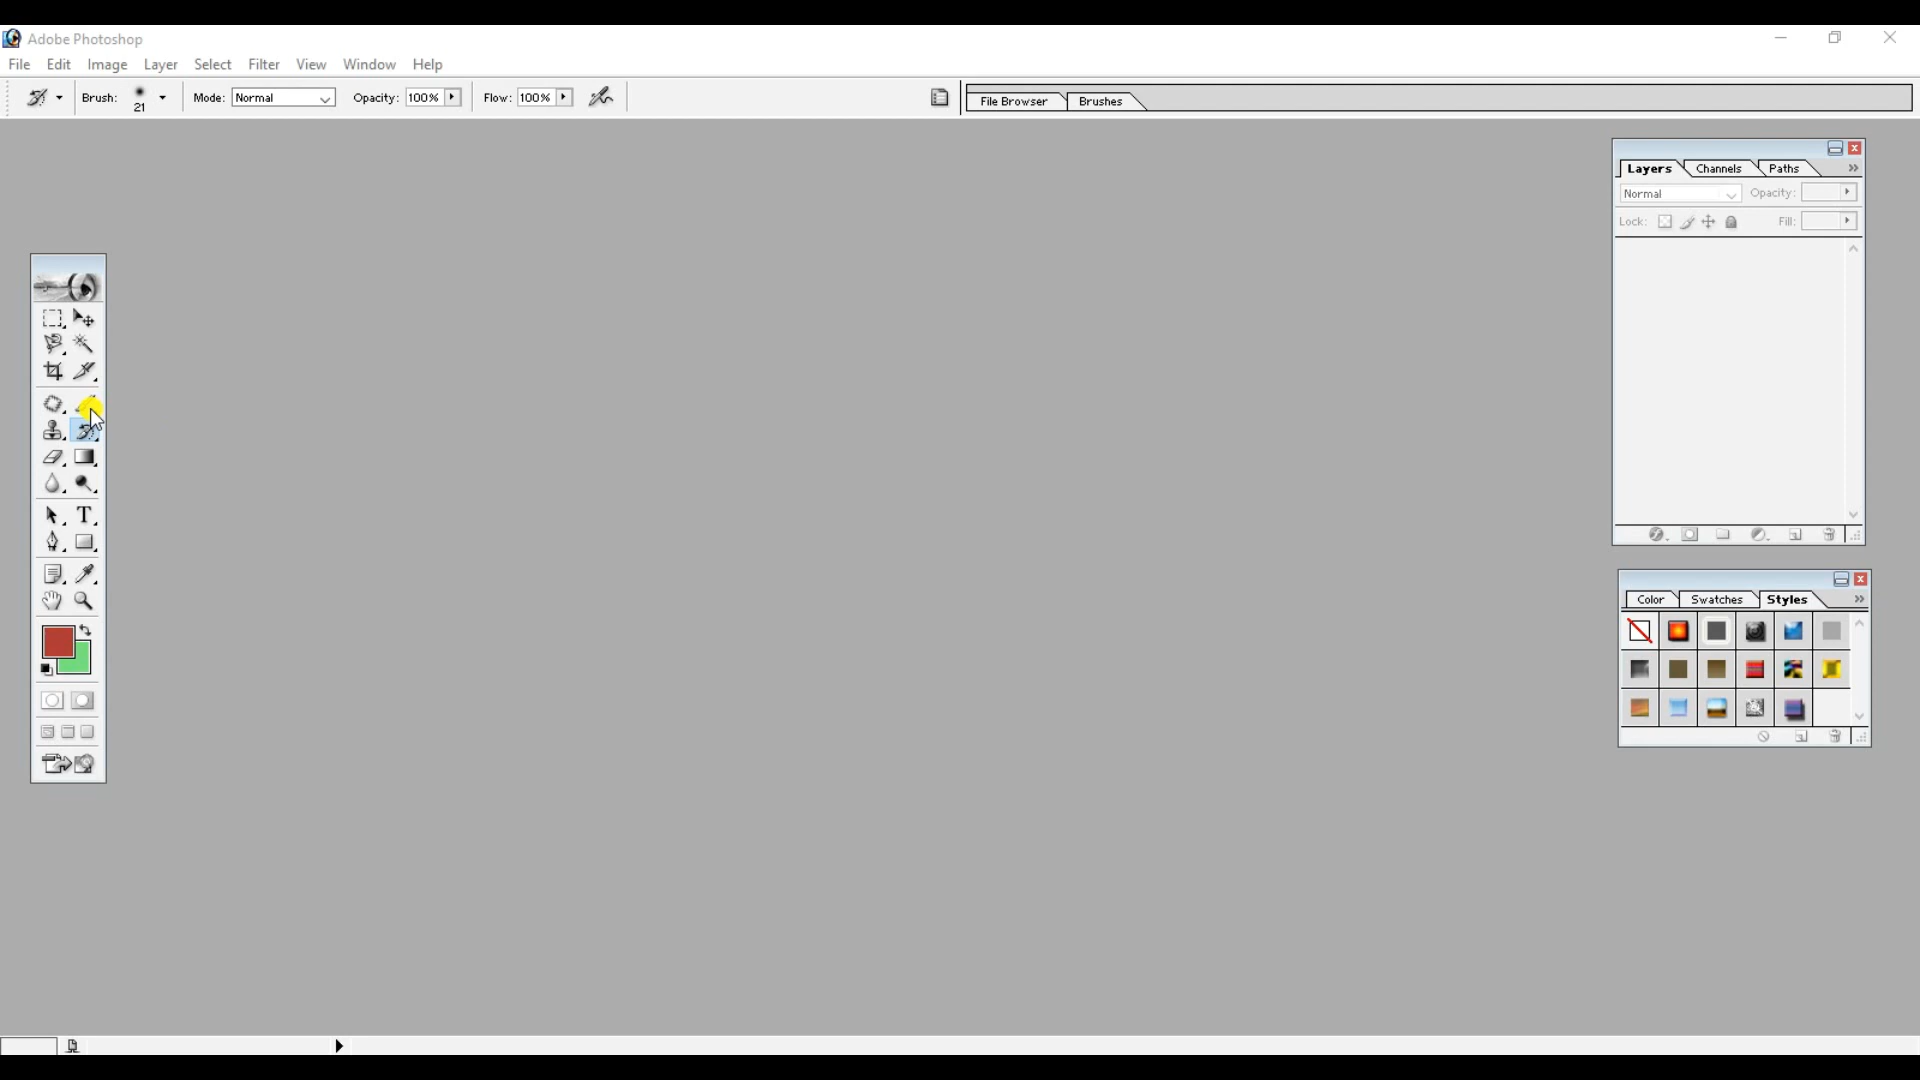 Adobe Photoshop
File Edit Image Layer Select Filter View Window Help
Brush: 21 Mode: Normal Opacity: 100% Flow: 100% File Browser Brushes
Layers Channels Paths
Normal Opacity:
Lock: Fill:
T
Color Swatches Styles